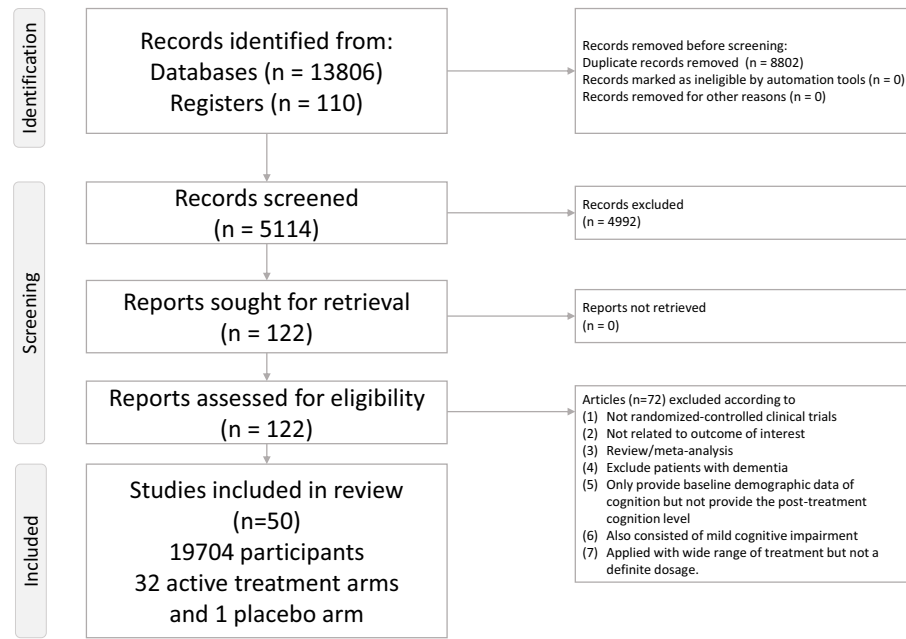 Identification
Records identified from:
Databases (n = 13806)
Registers (n = 110)
Records removed before screening:
Duplicate records removed (n = 8802)
Records marked as ineligible by automation tools (n = 0)
Records removed for other reasons (n = 0)
Screening
Records screened
(n = 5114)
Records excluded
(n = 4992)
Reports sought for retrieval
(n = 122)
Reports not retrieved
(n = 0)
Reports assessed for eligibility
(n = 122)
Articles (n=72) excluded according to
(1) Not randomized-controlled clinical trials
(2) Not related to outcome of interest
(3) Review/meta-analysis
(4) Exclude patients with dementia
(5) Only provide baseline demographic data of
cognition but not provide the post-treatment
cognition level
(6) Also consisted of mild cognitive impairment
(7) Applied with wide range of treatment but not a
definite dosage.
Included
Studies included in review
(n=50)
19704 participants
32 active treatment arms
and 1 placebo arm